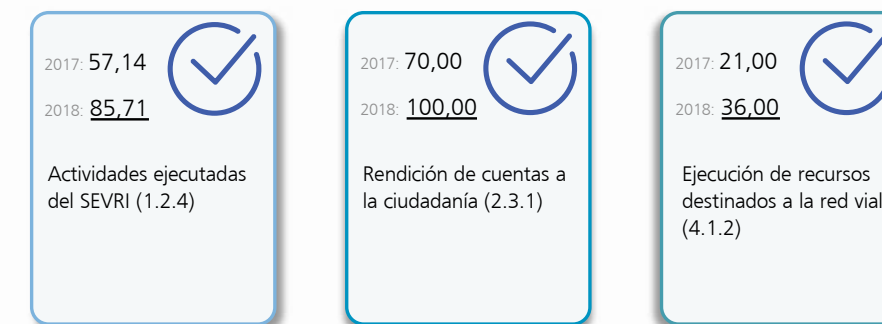 2017: 57,14
2018: 85,71
Actividades ejecutadas
del SEVRI (1.2.4)
2017: 70,00
2018: 100,00
Rendición de cuentas a
la ciudadanía (2.3.1)
2017: 21,00
2018: 36,00
Ejecución de recursos
destinados a la red vial
(4.1.2)